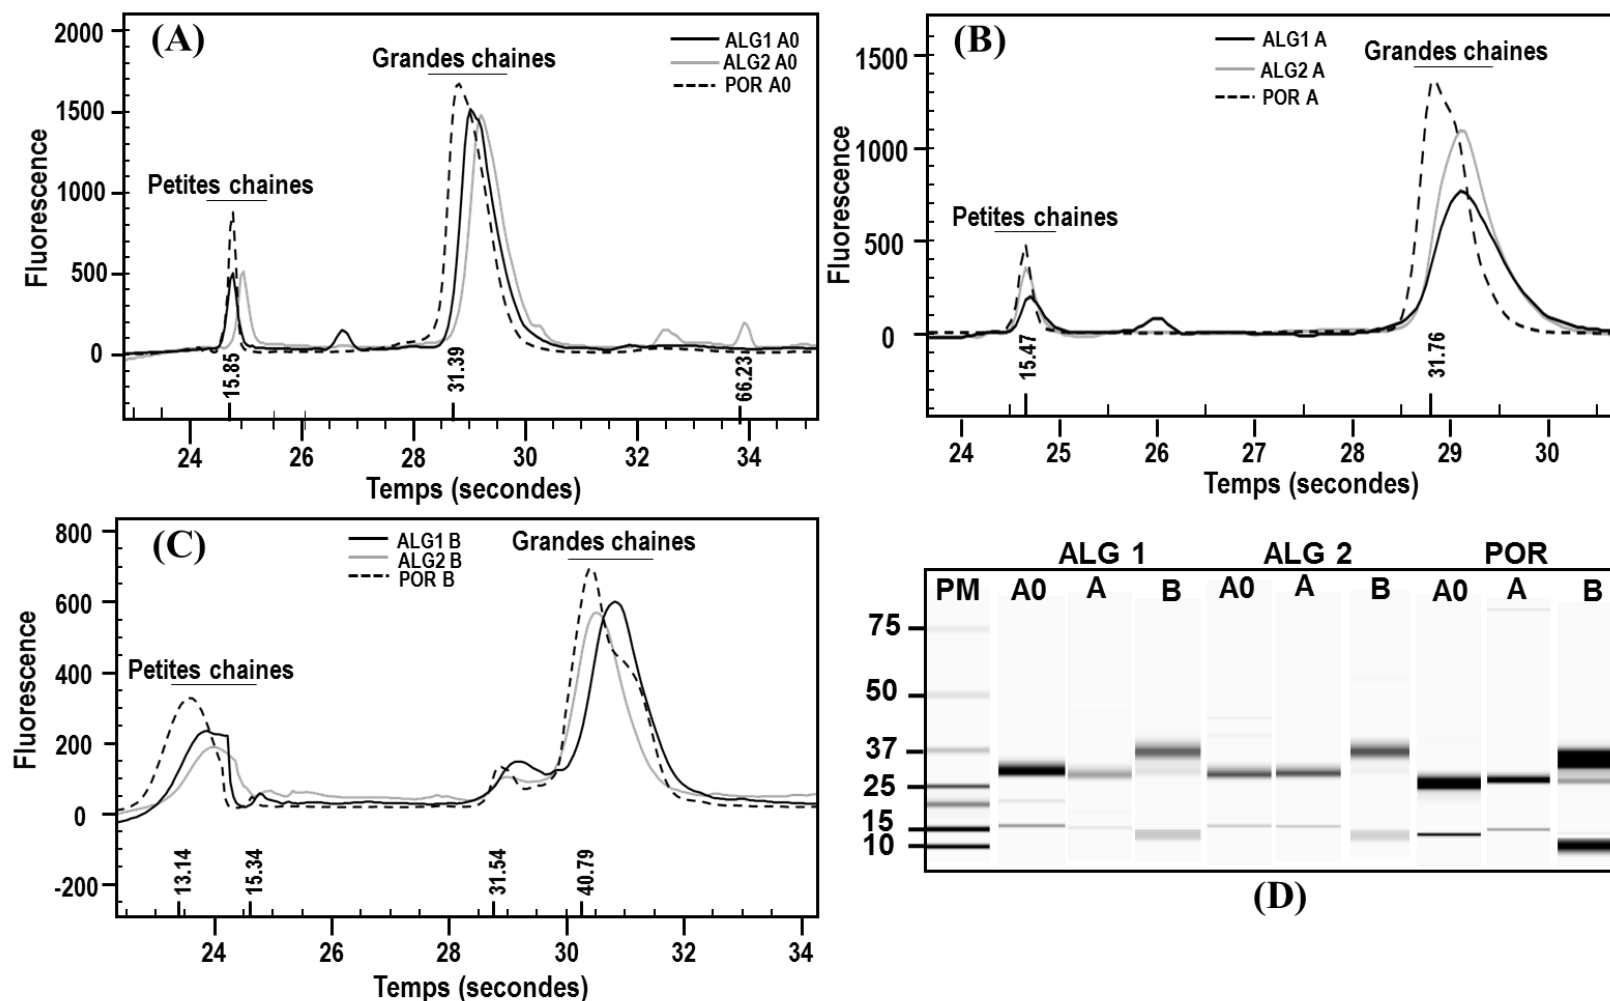 (A)
2000
1500
1000
500
0
Fluorescence
Petites chaines
Grandes chaines
ALG1 A0
ALG2 A0
POR A0
15.85
31.39
66.23
24 26 28 30 32 34
Temps (secondes)
(B)
1500
1000
500
0
Fluorescence
Petites chaines
Grandes chaines
ALG1 A
ALG2 A
POR A
15.47
31.76
24 25 26 27 28 29 30
Temps (secondes)
(C)
800
600
400
200
0
-200
Fluorescence
Petites chaines
Grandes chaines
ALG1 B
ALG2 B
POR B
13.14
15.34
31.54
40.79
24 26 28 30 32 34
Temps (secondes)
ALG 1 ALG 2 POR
PM A0 A B A0 A B A0 A B
75
50
37
25
15
10
(D)